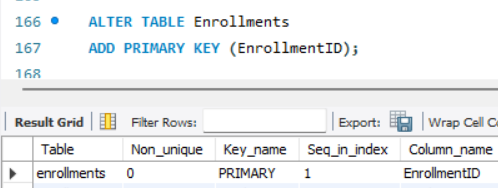 166 ALTER TABLE Enrollments
167 ADD PRIMARY KEY (EnrollmentID);
168
Result Grid Filter Rows: Export: Wrap Cell Co
Table Non_unique Key_name Seq_in_index Column_name
enrollments 0 PRIMARY 1 EnrollmentID